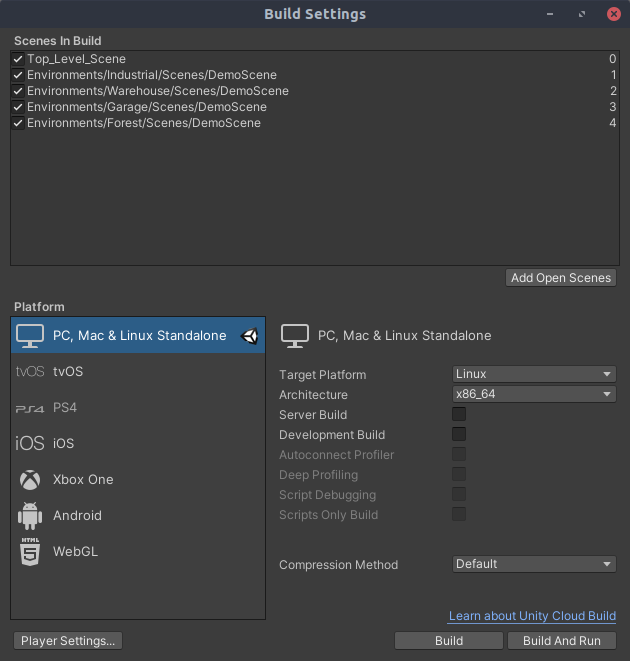 Build Settings
Scenes In Build
Top_Level_Scene 0
Environments/Industrial/Scenes/DemoScene 1
Environments/Warehouse/Scenes/DemoScene 2
Environments/Garage/Scenes/DemoScene 3
Environments/Forest/Scenes/DemoScene 4
Add Open Scenes
Platform
PC, Mac & Linux Standalone
tvOS tvOS
PS4 PS4
iOS iOS
Xbox One
Android
HTML 5 WebGL
PC, Mac & Linux Standalone
Target Platform Linux
Architecture x86_64
Server Build
Development Build
Autoconnect Profiler
Deep Profiling
Script Debugging
Scripts Only Build
Compression Method Default
Learn about Unity Cloud Build
Player Settings... Build Build And Run